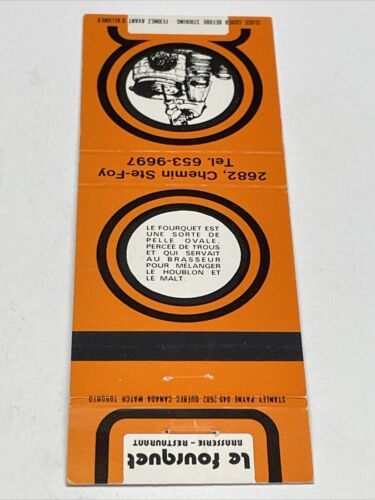 CLOSE COVER BEFORE STRIKING - FERMEZ AVANT D'ALLUMER
2682, Chemin Ste-Foy
Tel. 653-9697
LE FOURQUET EST
UNE SORTE DE
PELLE OVALE,
PERCÉE DE TROUS
ET QUI SERVAIT
AU BRASSEUR
POUR MÉLANGER
LE HOUBLON ET
LE MALT.
STANLEY-PAYNE 849-2682 QUEBEC-CANADA MATCH TORONTO
le fourquet
BRASSERIE - RESTAURANT